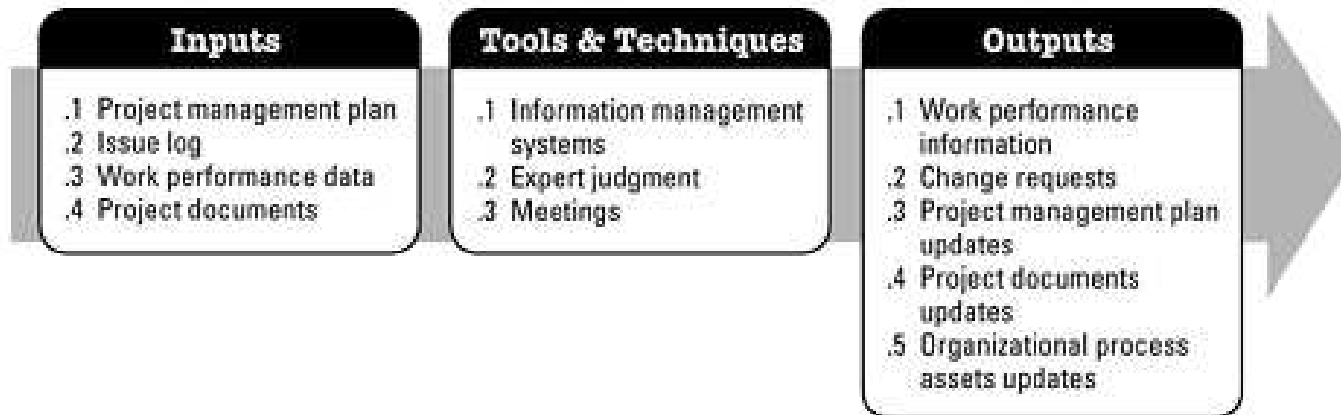 Inputs
.1 Project management plan
.2 Issue log
.3 Work performance data
.4 Project documents
Tools & Techniques
.1 Information management
systems
.2 Expert judgment
.3 Meetings
Outputs
.1 Work performance
information
.2 Change requests
.3 Project management plan
updates
.4 Project documents
updates
.5 Organizational process
assets updates